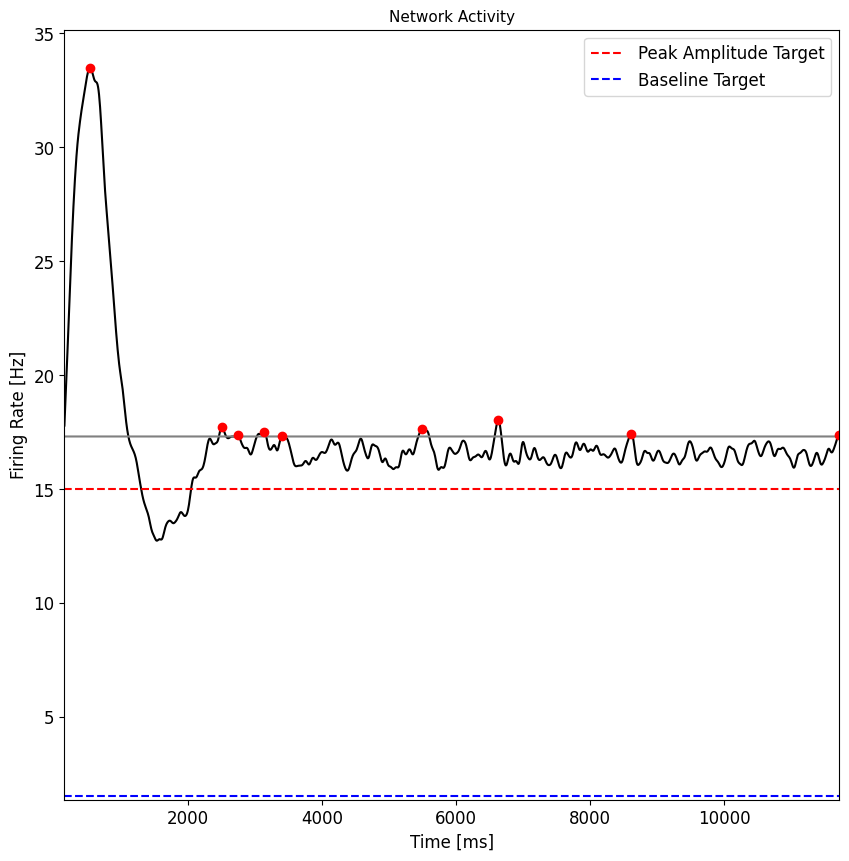 Network Activity
Peak Amplitude Target
Baseline Target
Firing Rate [Hz]
35
30
25
20
15
10
5
2000 4000 6000 8000 10000
Time [ms]